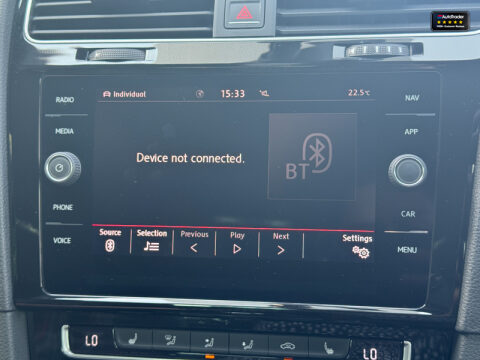 AutoTrader
RADIO
MEDIA
PHONE
VOICE
Individual
15:33
22.5°C
Device not connected.
BT
Source
Selection
Previous
Play
Next
Settings
NAV
APP
CAR
MENU
LO
LO